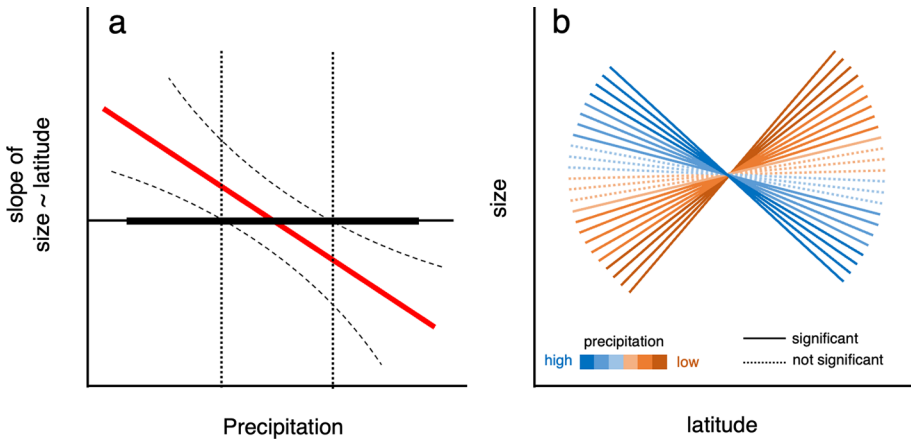 a
slope of
size ~ latitude
Precipitation
b
size
precipitation
high
low
significant
not significant
latitude